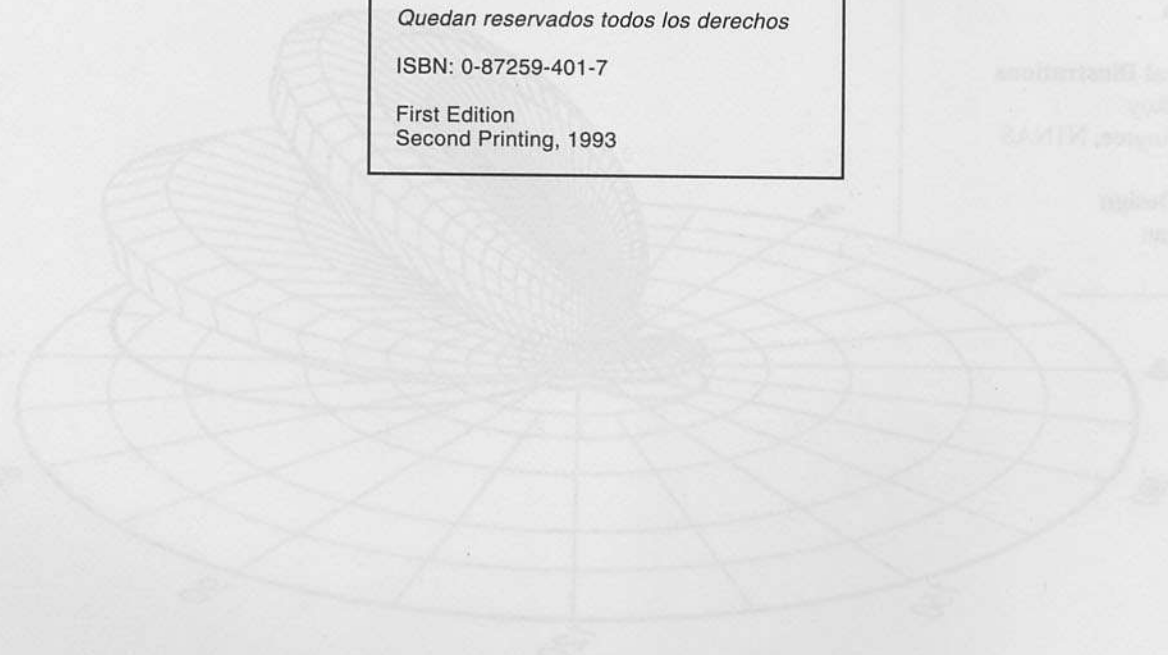 Quedan reservados todos los derechos
ISBN: 0-87259-401-7
First Edition
Second Printing, 1993